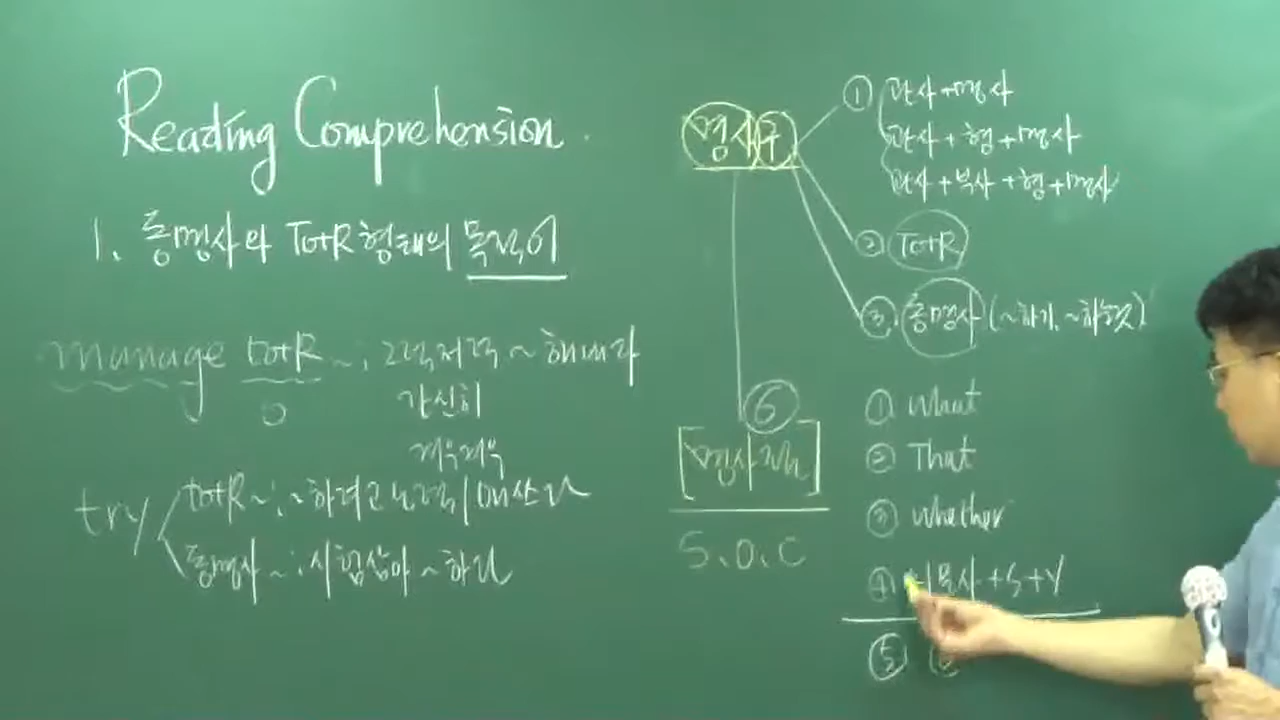 Reading Comprehension.
1. 동명사와 To+R 형태의 목적어
manage to+R ~ : 그럭저럭 ~해내다
간신히
겨우겨우
0
try
to+R ~ : ~하려고 노력/애쓰다
동명사 ~ : 시험삼아 ~하다
명사구
① 관사+명사
관사+형+명사
관사+부사+형+명사
② To+R
③. 동명사 (~하기, ~하는것)
⑥
[명사절]
S, O, C
① What
② That
③ Whether
④ 의문사+S+V
⑤